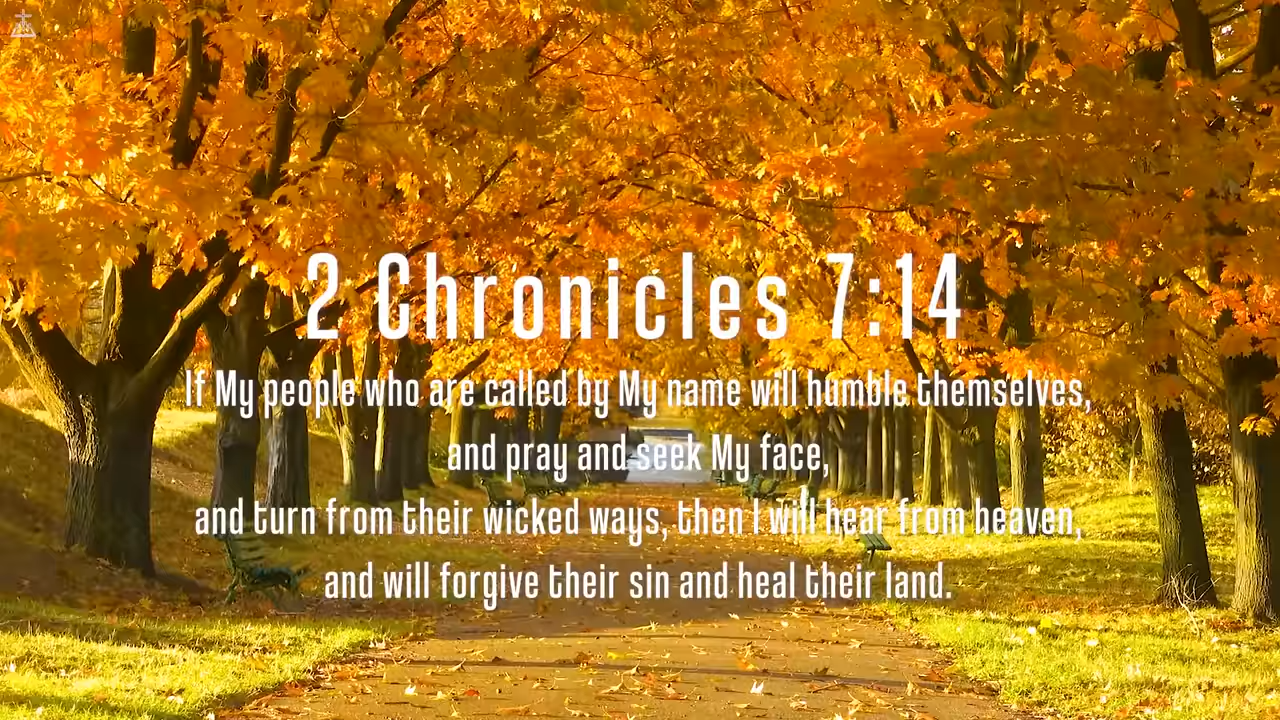 2 Chronicles 7:14
If My people who are called by My name will humble themselves,
and pray and seek My face,
and turn from their wicked ways, then I will hear from heaven,
and will forgive their sin and heal their land.